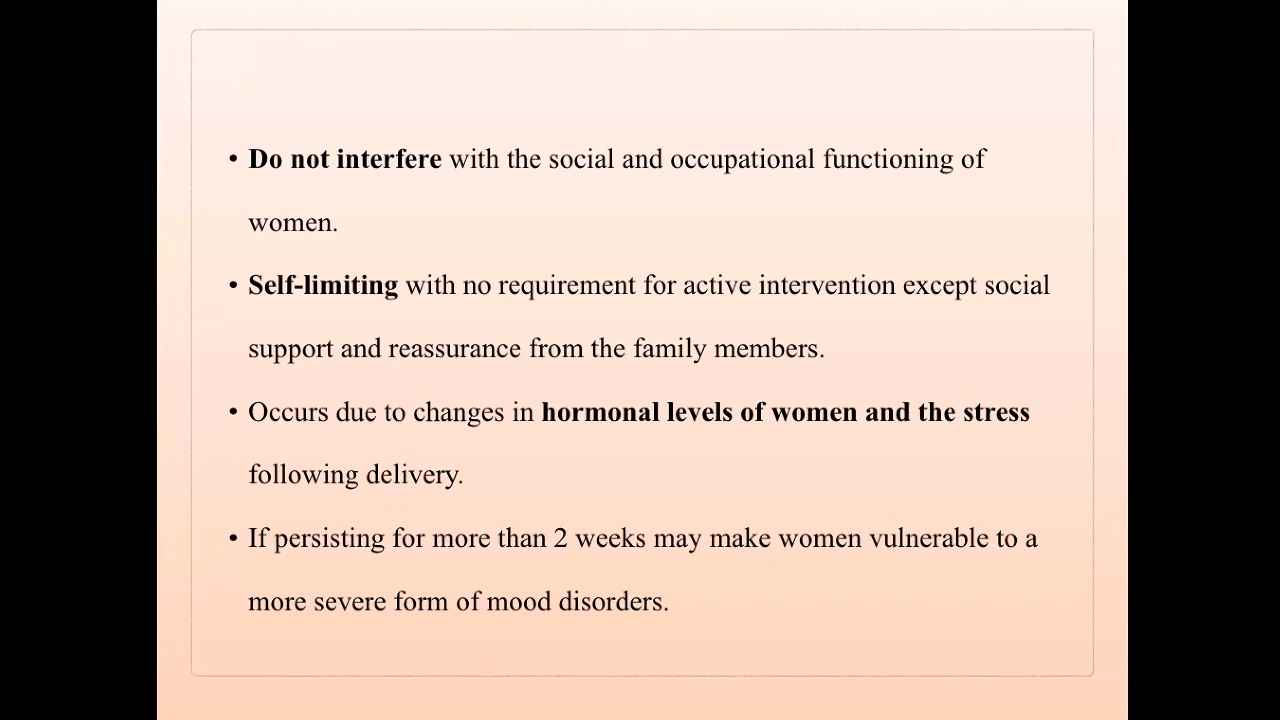 • Do not interfere with the social and occupational functioning of
women.
• Self-limiting with no requirement for active intervention except social
support and reassurance from the family members.
• Occurs due to changes in hormonal levels of women and the stress
following delivery.
• If persisting for more than 2 weeks may make women vulnerable to a
more severe form of mood disorders.